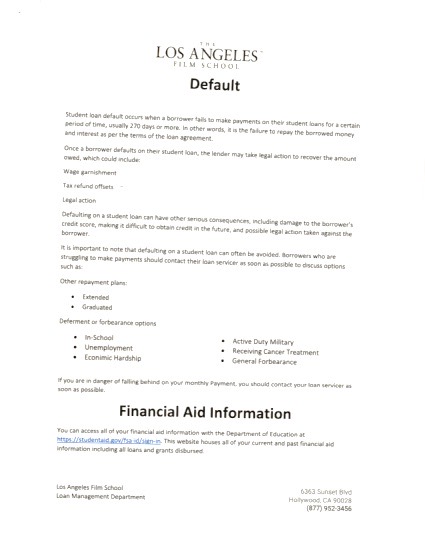 THE
LOS ANGELES
FILM SCHOOL
Default
Student loan default occurs when a borrower fails to make payments on their student loans for a certain
period of time, usually 270 days or more. In other words, it is the failure to repay the borrowed money
and interest as per the terms of the loan agreement.
Once a borrower defaults on their student loan, the lender may take legal action to recover the amount
owed, which could include:
Wage garnishment
Tax refund offsets
Legal action
Defaulting on a student loan can have other serious consequences, including damage to the borrower's
credit score, making it difficult to obtain credit in the future, and possible legal action taken against the
borrower.
It is important to note that defaulting on a student loan can often be avoided. Borrowers who are
struggling to make payments should contact their loan servicer as soon as possible to discuss options
such as:
Other repayment plans:
• Extended
• Graduated
Deferment or forbearance options
• In-School
• Unemployment
• Econimic Hardship
• Active Duty Military
• Receiving Cancer Treatment
• General Forbearance
If you are in danger of falling behind on your monthly Payment, you should contact your loan servicer as
soon as possible.
Financial Aid Information
You can access all of your financial information with the Department of Education at
https://studentaid.gov/fsa-id/sign-in. This website houses all of your current and past financial aid
information including all loans and grants disbursed
Los Angeles Film School
Loan Management Department
6363 Sunset Blvd
Hollywood, CA 90028
(877) 952-3456